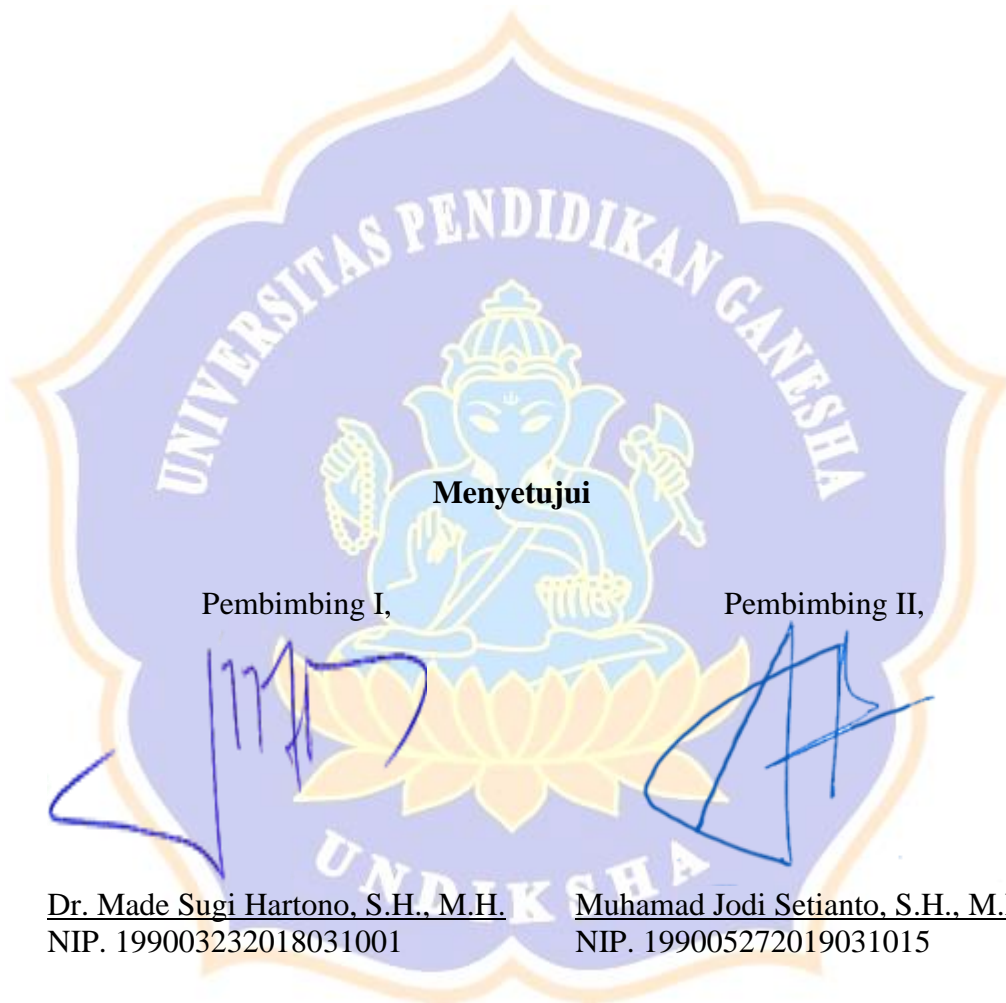 UNIVERSITAS PENDIDIKAN GANESHA
Menyetujui
Pembimbing I,
Pembimbing II,
UNDIKSHA
Dr. Made Sugi Hartono, S.H., M.H.
Muhamad Jodi Setianto, S.H.,
NIP. 199003232018031001
NIP. 199005272019031015